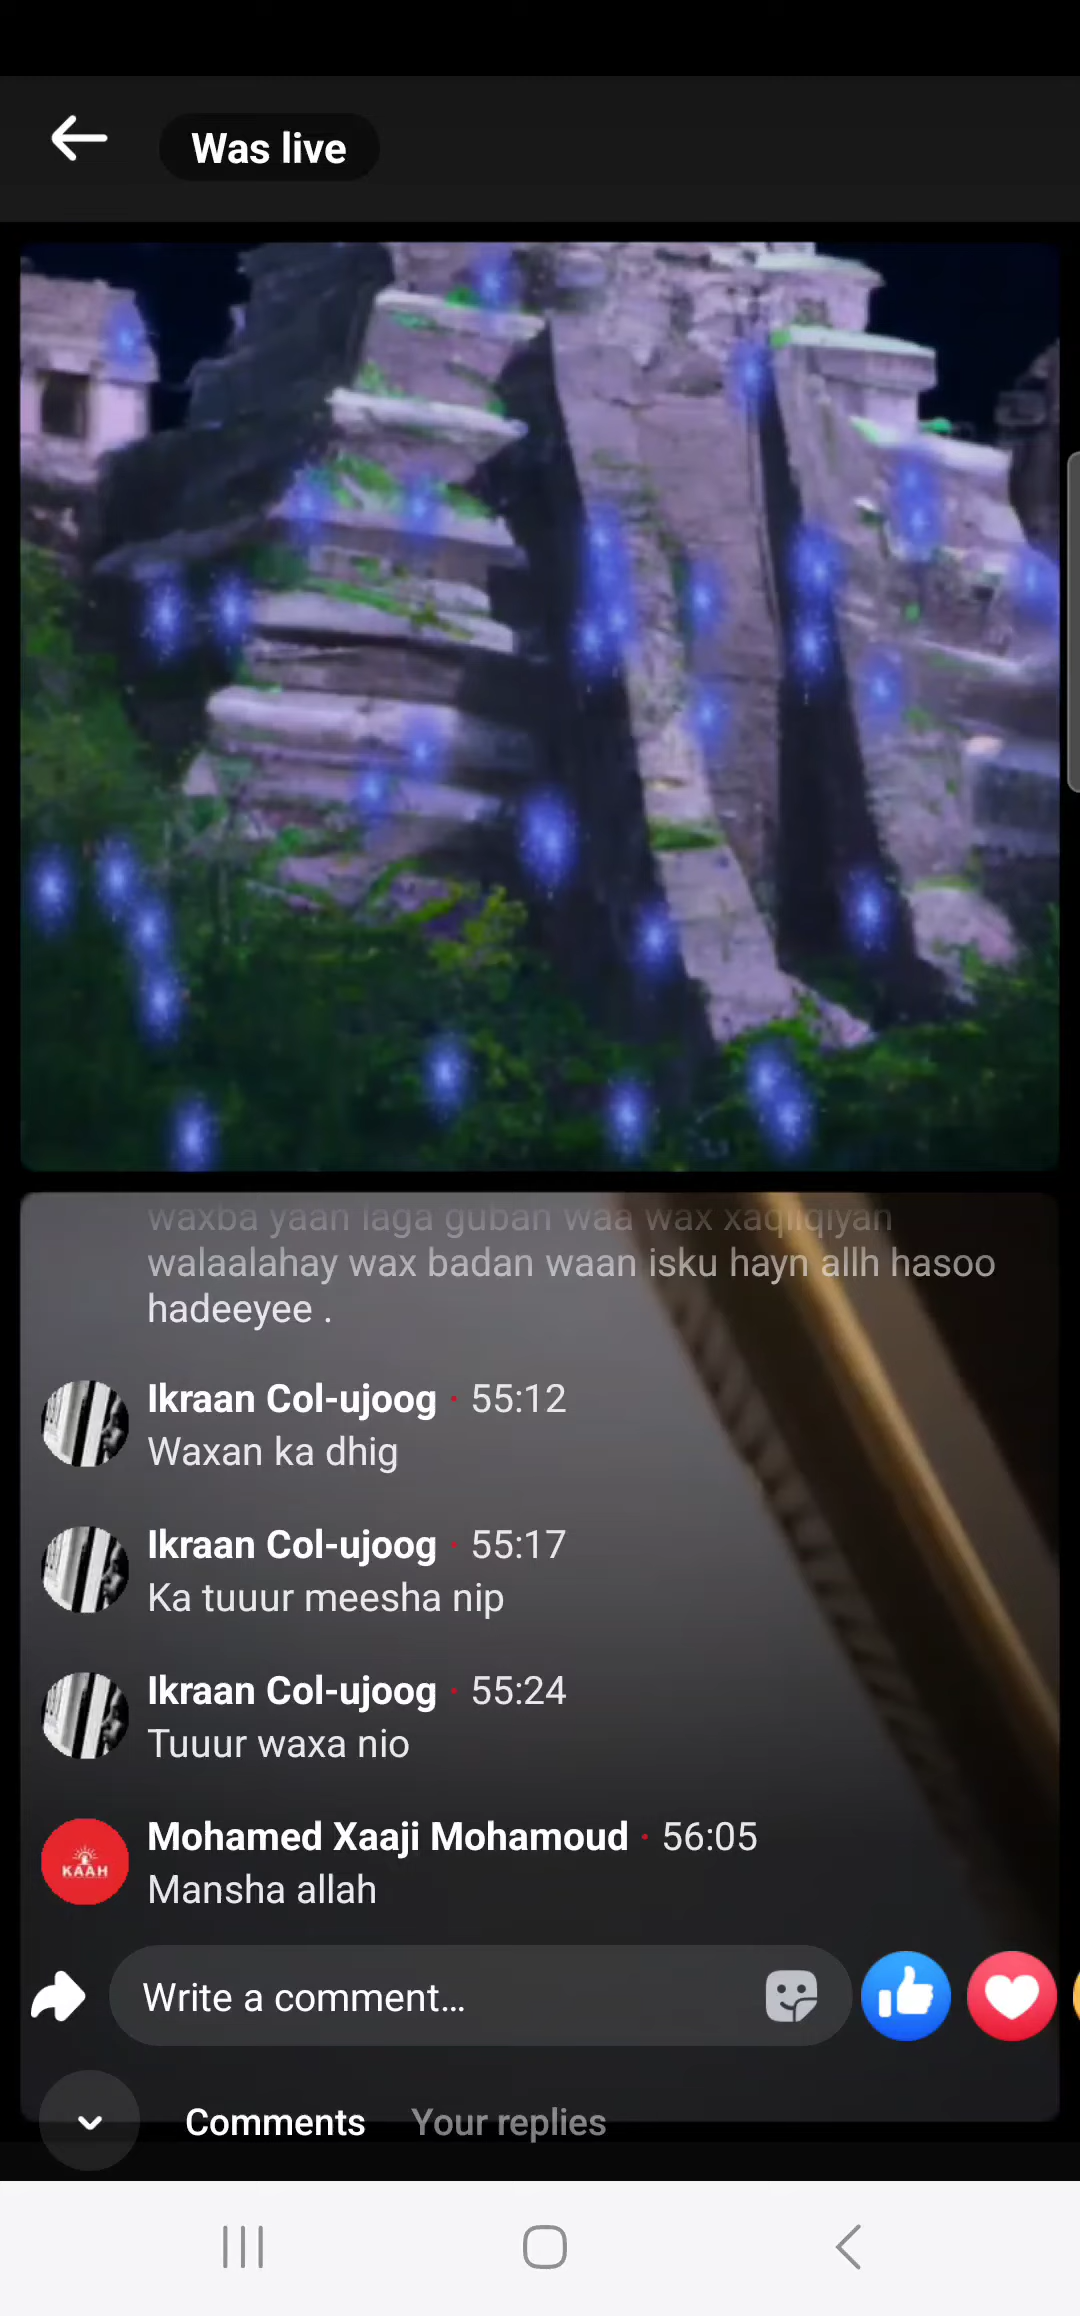 Was live
waxba yaan laga guban waa wax xaqiiqiyan
walaalahay wax badan waan isku hayn allh hasoo
hadeeyee .
Ikraan Col-ujoog · 55:12
Waxan ka dhig
Ikraan Col-ujoog · 55:17
Ka tuuur meesha nip
Ikraan Col-ujoog · 55:24
Tuuur waxa nio
Mohamed Xaaji Mohamoud · 56:05
KAAH
Mansha allah
Write a comment...
Comments Your replies